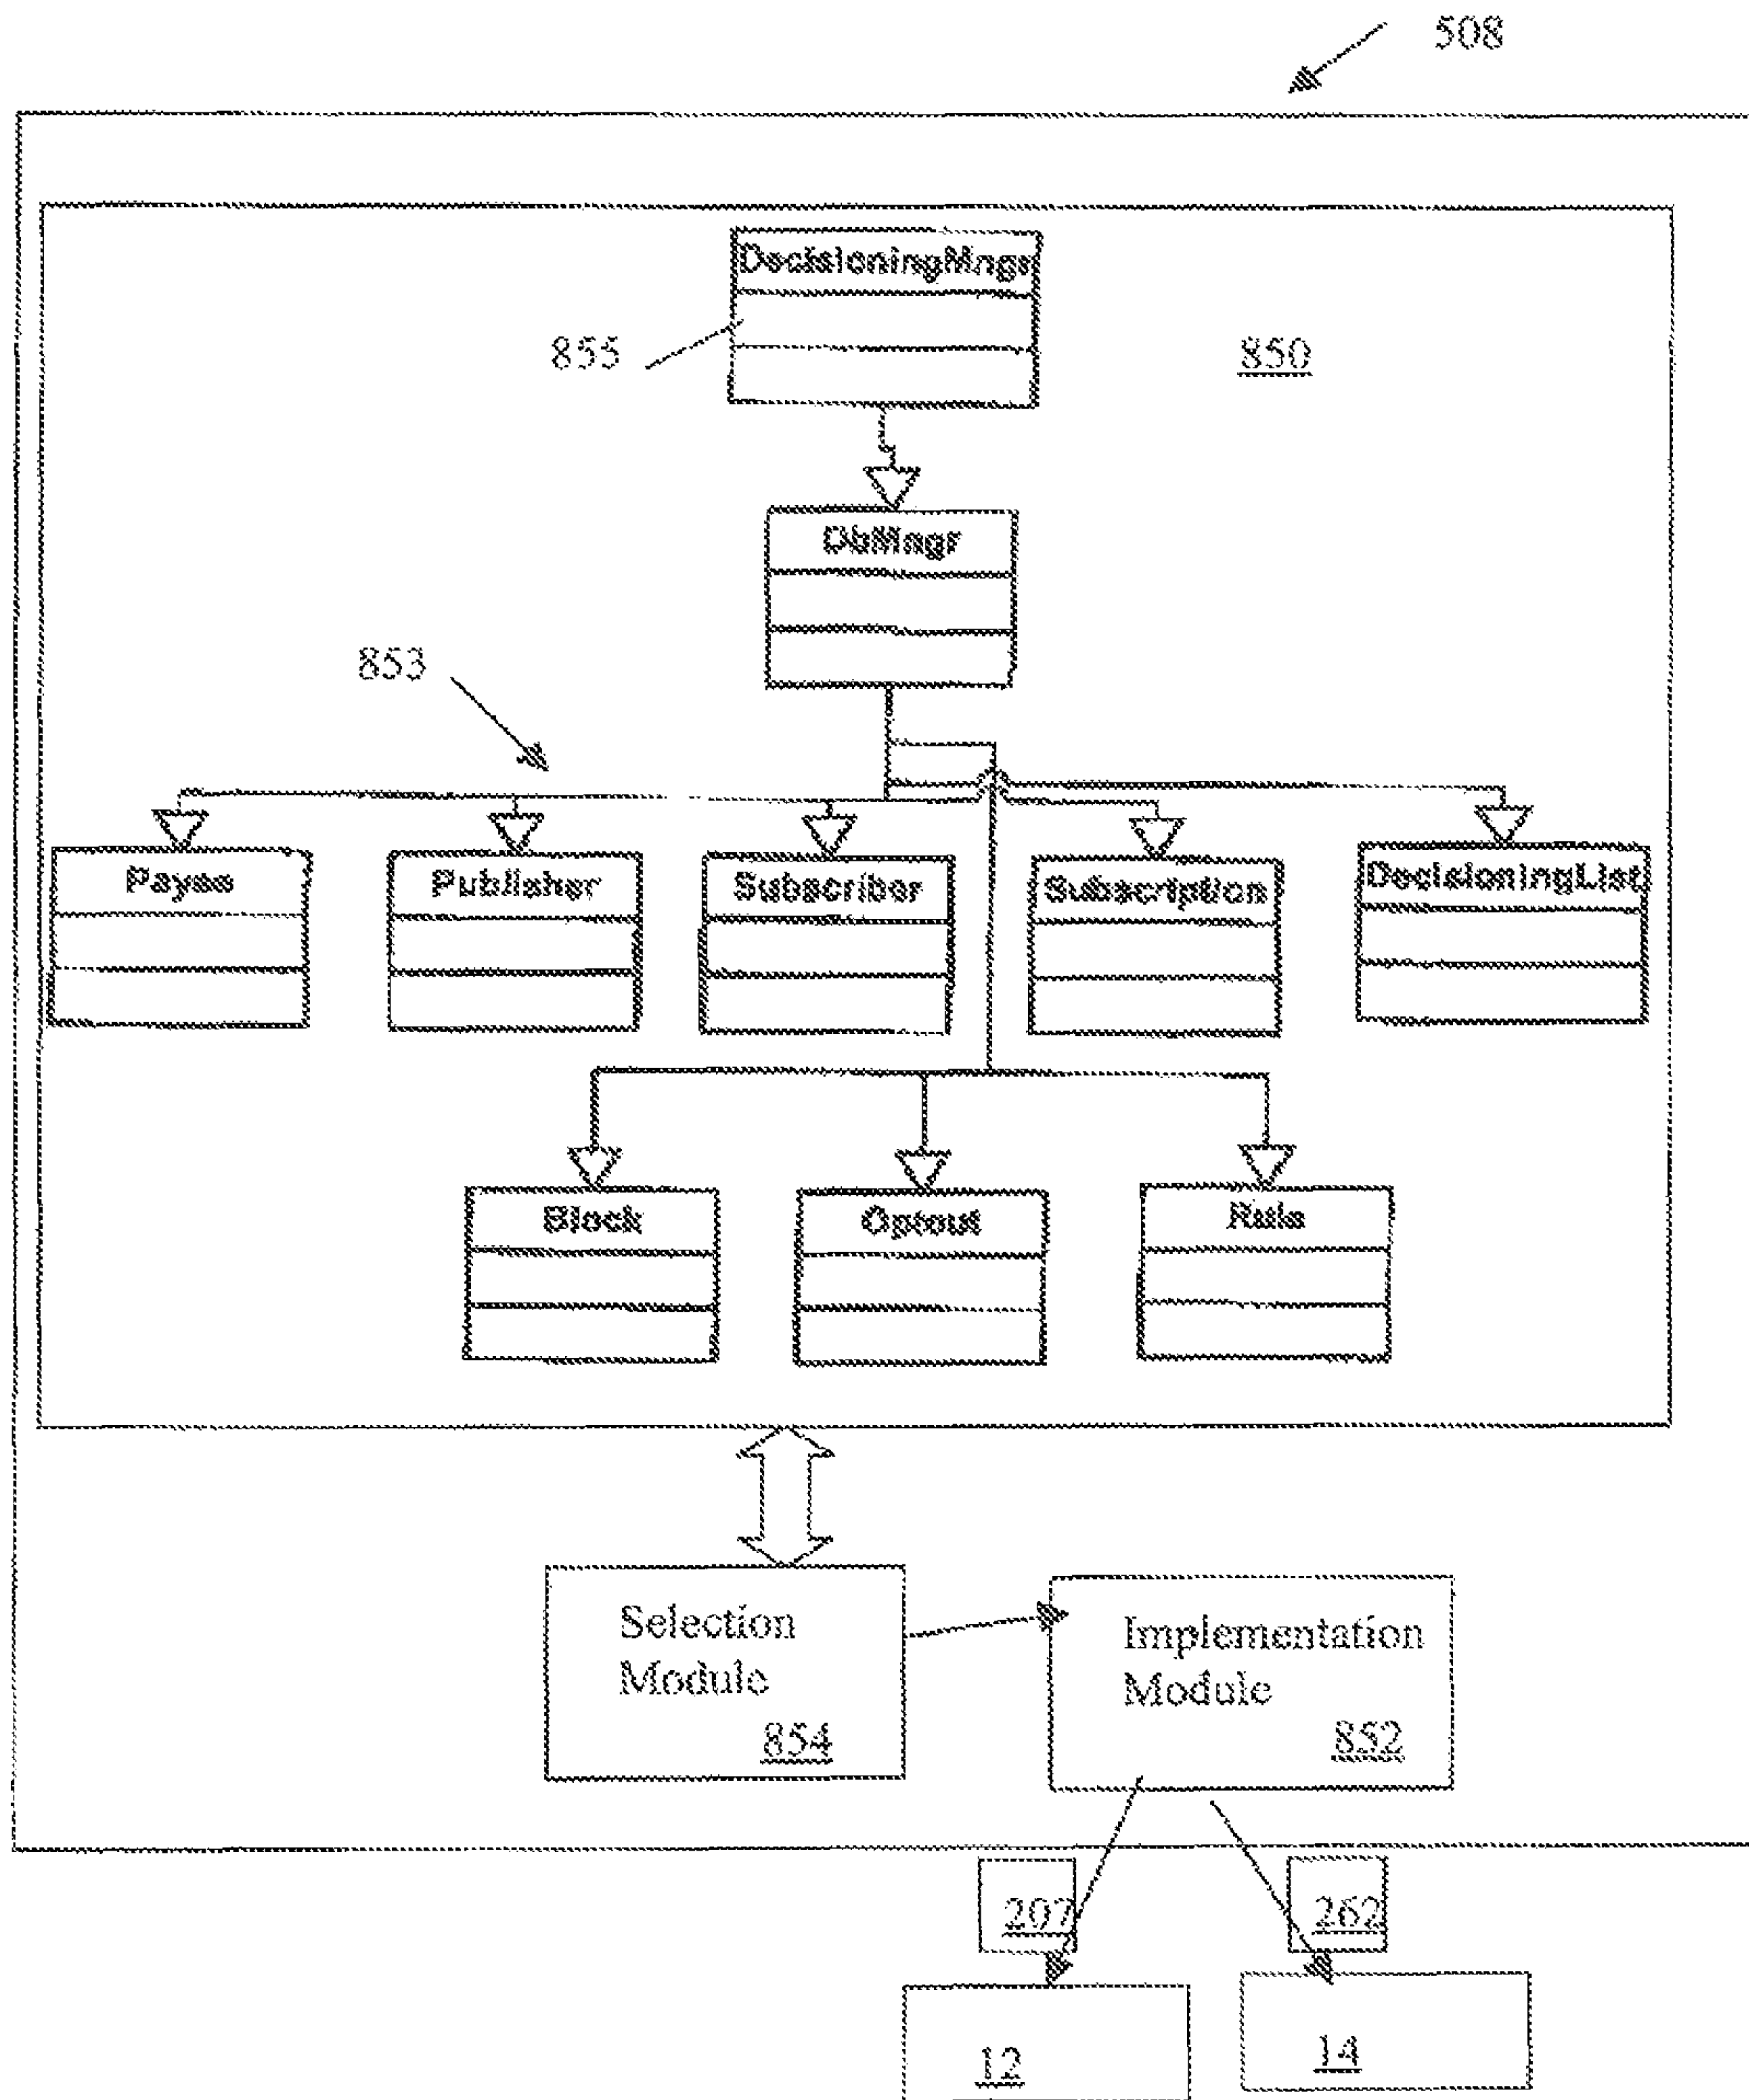 508
DecisioningMngr
855
850
DbMngr
853
Payee
Publisher
Subscriber
Subscription
DecisioningList
Block
Optout
Rule
Selection
Module
854
Implementation
Module
852
207
262
12
14